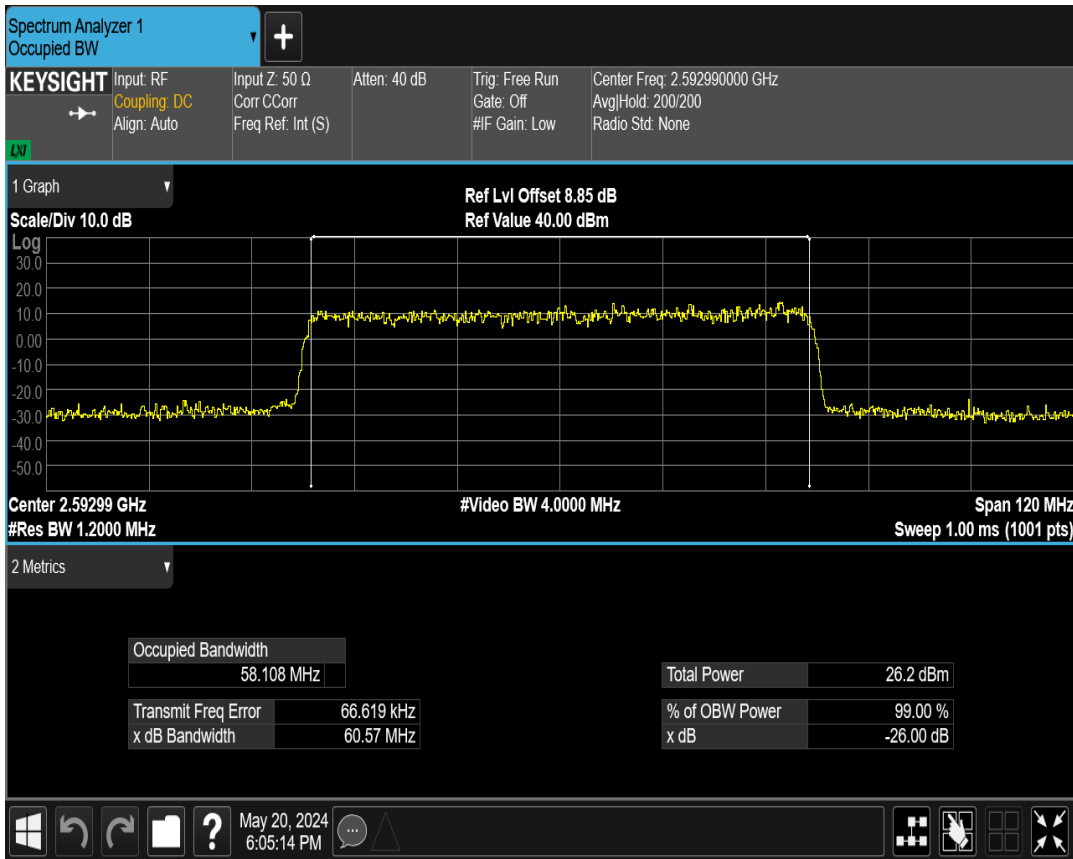 Spectrum Analyzer 1
Occupied BW
+
KEYSIGHT
LXI
Input: RF
Coupling: DC
Align: Auto
Input Z: 50 Ω
Corr CCorr
Freq Ref: Int (S)
Atten: 40 dB
Trig: Free Run
Gate: Off
#IF Gain: Low
Center Freq: 2.592990000 GHz
Avg|Hold: 200/200
Radio Std: None
1 Graph
Scale/Div 10.0 dB
Ref Lvl Offset 8.85 dB
Ref Value 40.00 dBm
Log
30.0
20.0
10.0
0.00
-10.0
-20.0
-30.0
-40.0
-50.0
Center 2.59299 GHz
#Video BW 4.0000 MHz
Span 120 MHz
#Res BW 1.2000 MHz
Sweep 1.00 ms (1001 pts)
2 Metrics
Occupied Bandwidth
58.108 MHz
Total Power 26.2 dBm
Transmit Freq Error 66.619 kHz
% of OBW Power 99.00 %
x dB Bandwidth 60.57 MHz
x dB -26.00 dB
?
May 20, 2024
6:05:14 PM